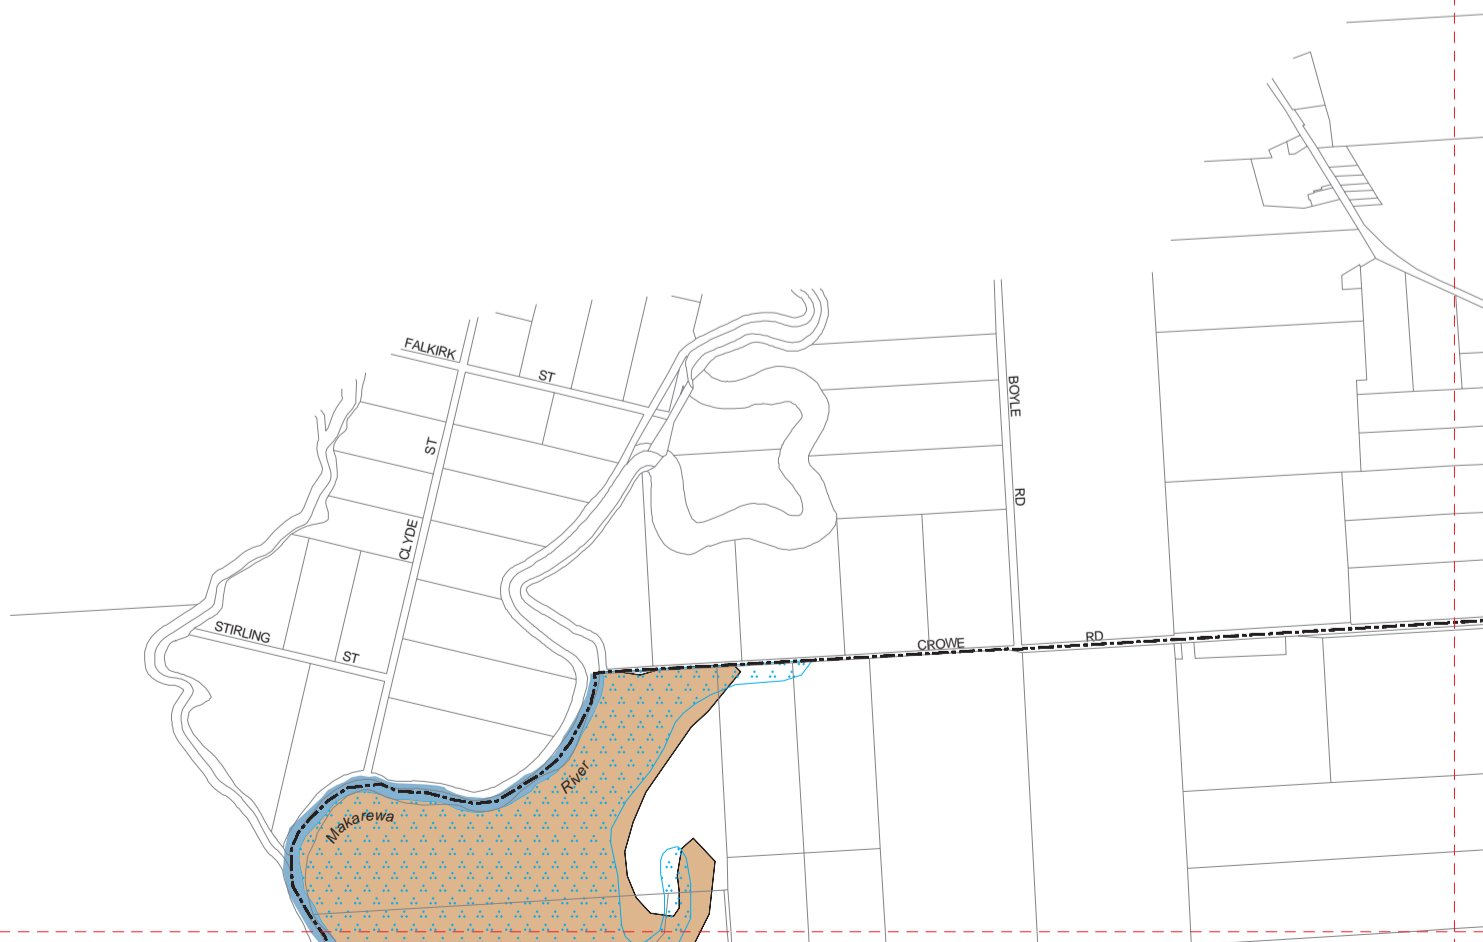 FALKIRK
ST
BOYLE
ST
RD
CLYDE
STIRLING
ST
CROWE
RD
River
Makarewa